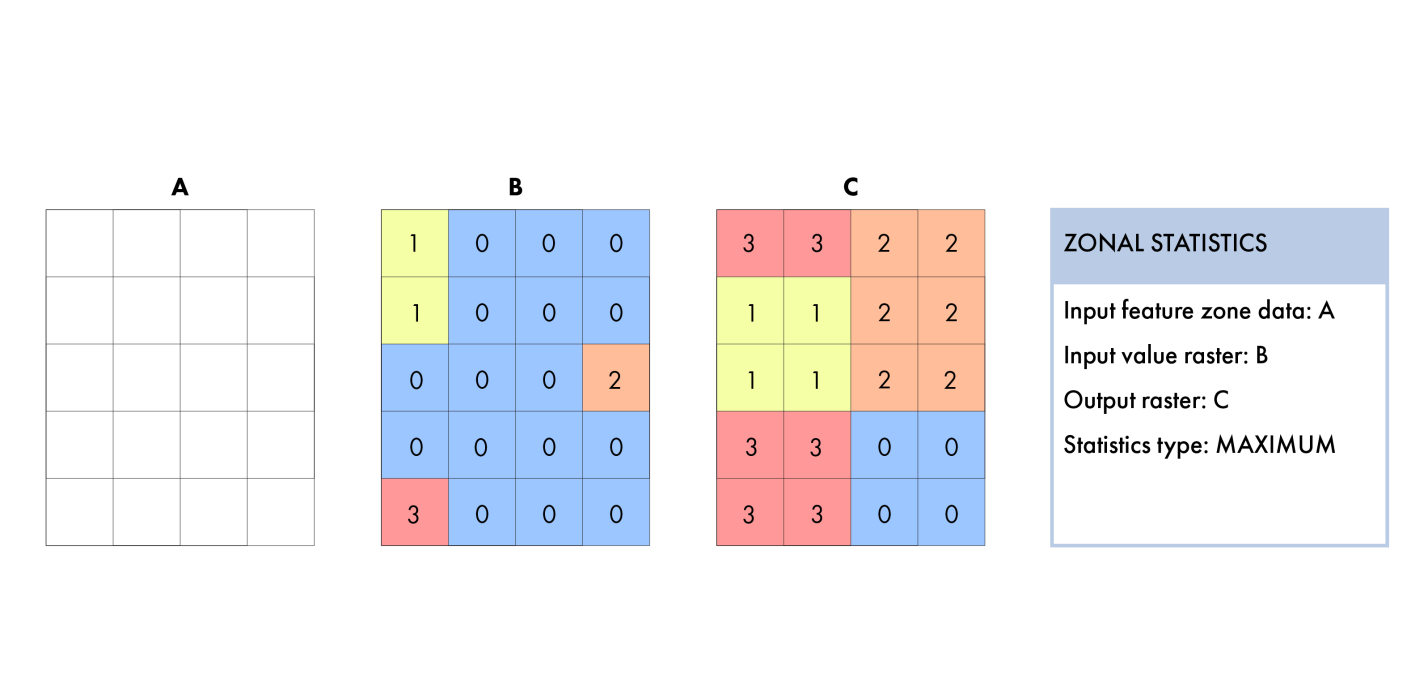 A B C
1 0 0 0 3 3 2 2
1 0 0 0 1 1 2 2
0 0 0 2 1 1 2 2
0 0 0 0 3 3 0 0
3 0 0 0 3 3 0 0
ZONAL STATISTICS
Input feature zone data: A
Input value raster: B
Output raster: C
Statistics type: MAXIMUM